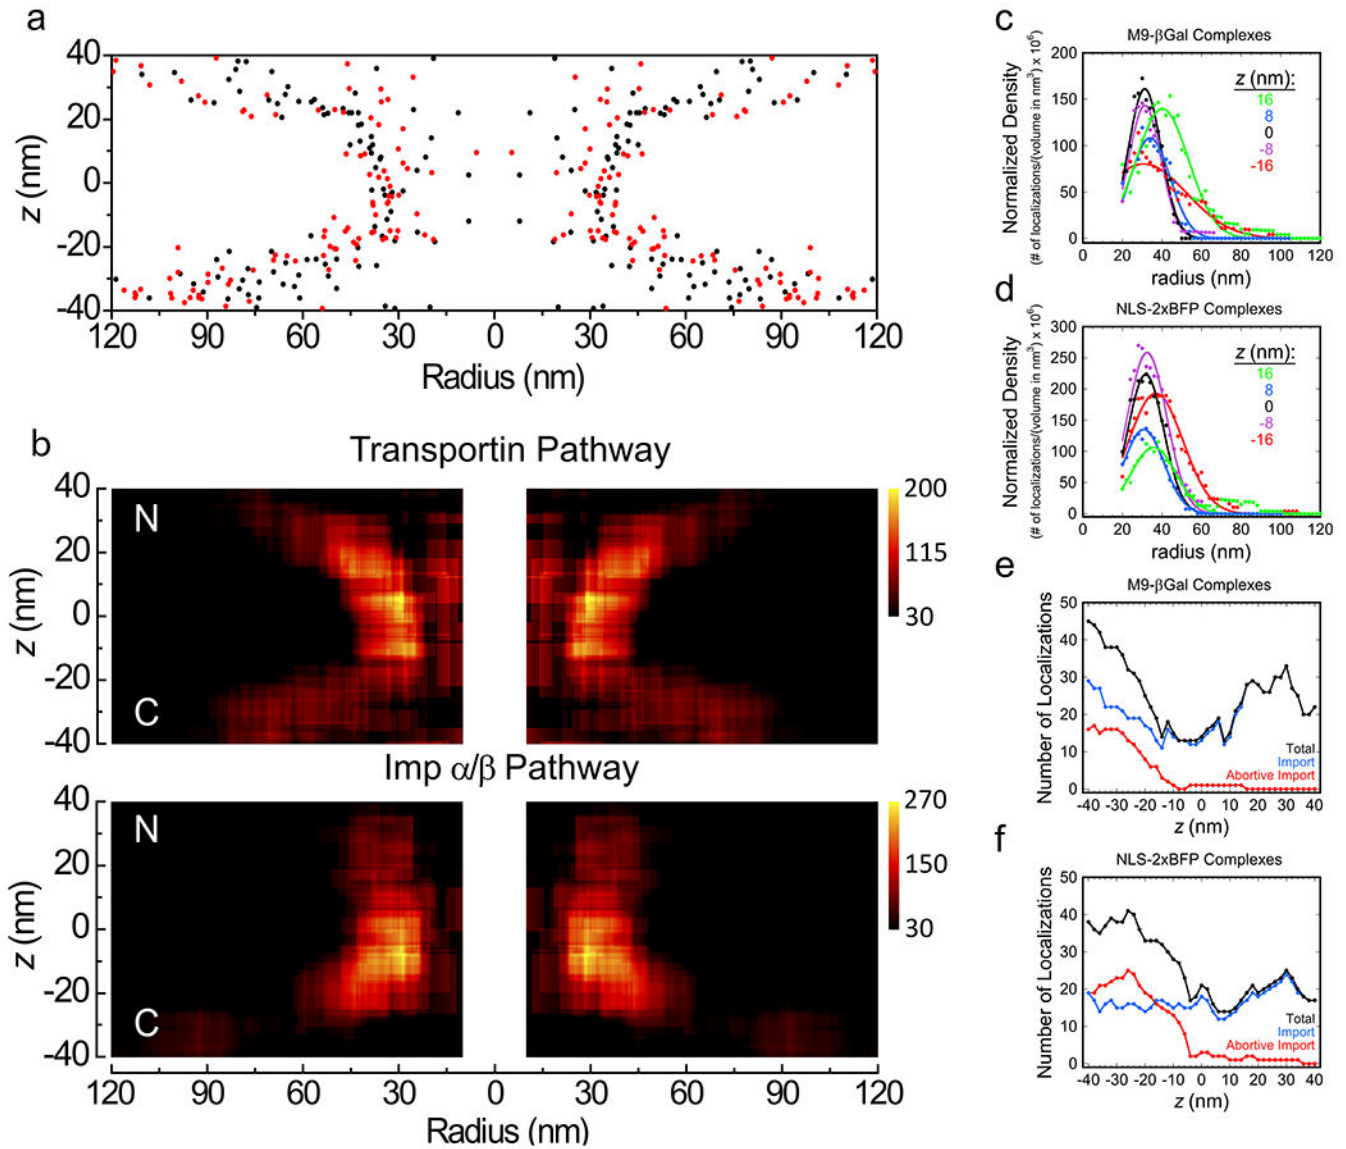 a
40
20
0
-20
-40
z (nm)
120 90 60 30 0 30 60 90 120
Radius (nm)
b
Transportin Pathway
40
20
0
-20
-40
z (nm)
N
C
200
115
30
Imp α/β Pathway
40
20
0
-20
-40
z (nm)
N
C
270
150
30
120 90 60 30 0 30 60 90 120
Radius (nm)
c
M9-βGal Complexes
Normalized Density
(# of localizations/(volume in nm³) x 10⁶)
200
150
100
50
0
z (nm):
16
8
0
-8
-16
0 20 40 60 80 100 120
radius (nm)
d
NLS-2xBFP Complexes
Normalized Density
(# of localizations/(volume in nm³) x 10⁶)
300
250
200
150
100
50
0
z (nm):
16
8
0
-8
-16
0 20 40 60 80 100 120
radius (nm)
e
M9-βGal Complexes
Number of Localizations
50
40
30
20
10
0
Total
Import
Abortive Import
-40 -30 -20 -10 0 10 20 30 40
z (nm)
f
NLS-2xBFP Complexes
Number of Localizations
50
40
30
20
10
0
Total
Import
Abortive Import
-40 -30 -20 -10 0 10 20 30 40
z (nm)